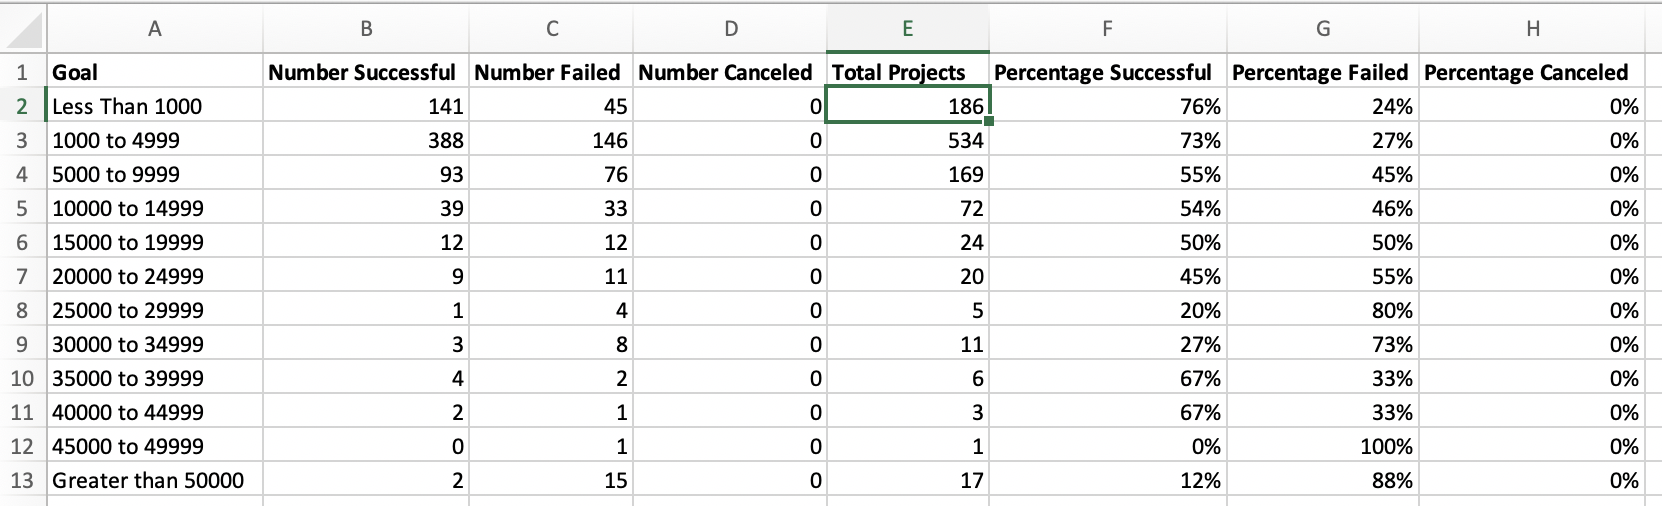 A B C D E F G H
1 Goal Number Successful Number Failed Number Canceled Total Projects Percentage Successful Percentage Failed Percentage Canceled
2 Less Than 1000 141 45 0 186 76% 24% 0%
3 1000 to 4999 388 146 0 534 73% 27% 0%
4 5000 to 9999 93 76 0 169 55% 45% 0%
5 10000 to 14999 39 33 0 72 54% 46% 0%
6 15000 to 19999 12 12 0 24 50% 50% 0%
7 20000 to 24999 9 11 0 20 45% 55% 0%
8 25000 to 29999 1 4 0 5 20% 80% 0%
9 30000 to 34999 3 8 0 11 27% 73% 0%
10 35000 to 39999 4 2 0 6 67% 33% 0%
11 40000 to 44999 2 1 0 3 67% 33% 0%
12 45000 to 49999 0 1 0 1 0% 100% 0%
13 Greater than 50000 2 15 0 17 12% 88% 0%